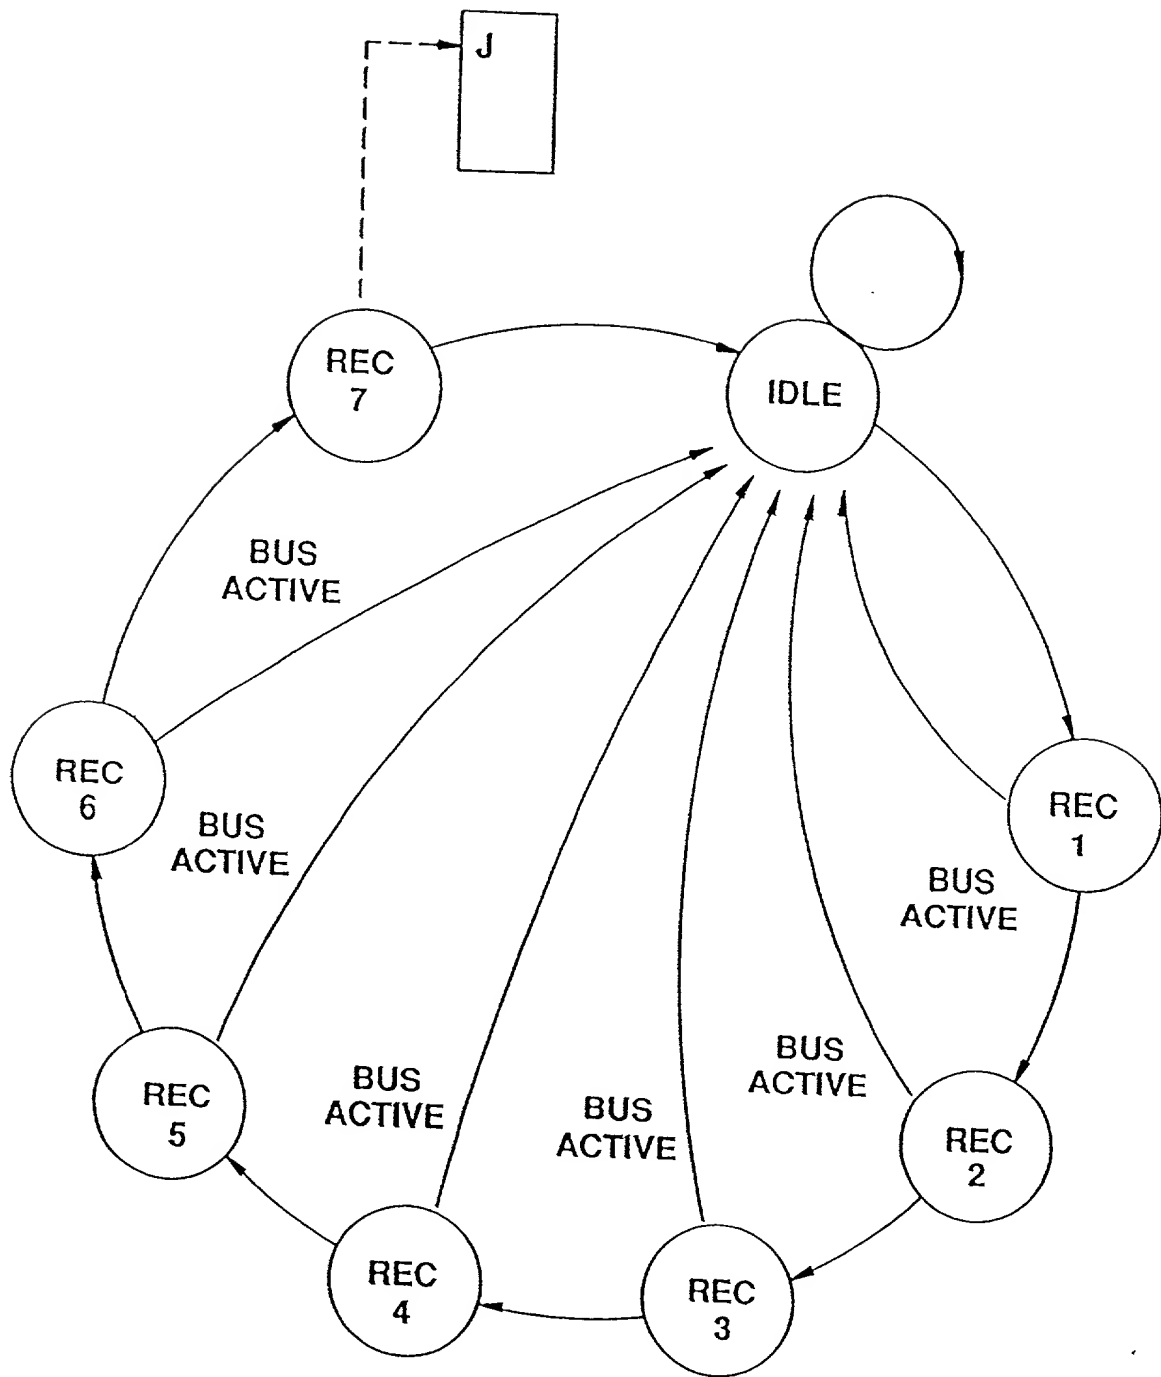 J
REC
7
IDLE
BUS
ACTIVE
REC
6
BUS
ACTIVE
REC
1
BUS
ACTIVE
REC
5
BUS
ACTIVE
BUS
ACTIVE
BUS
ACTIVE
REC
2
REC
4
REC
3